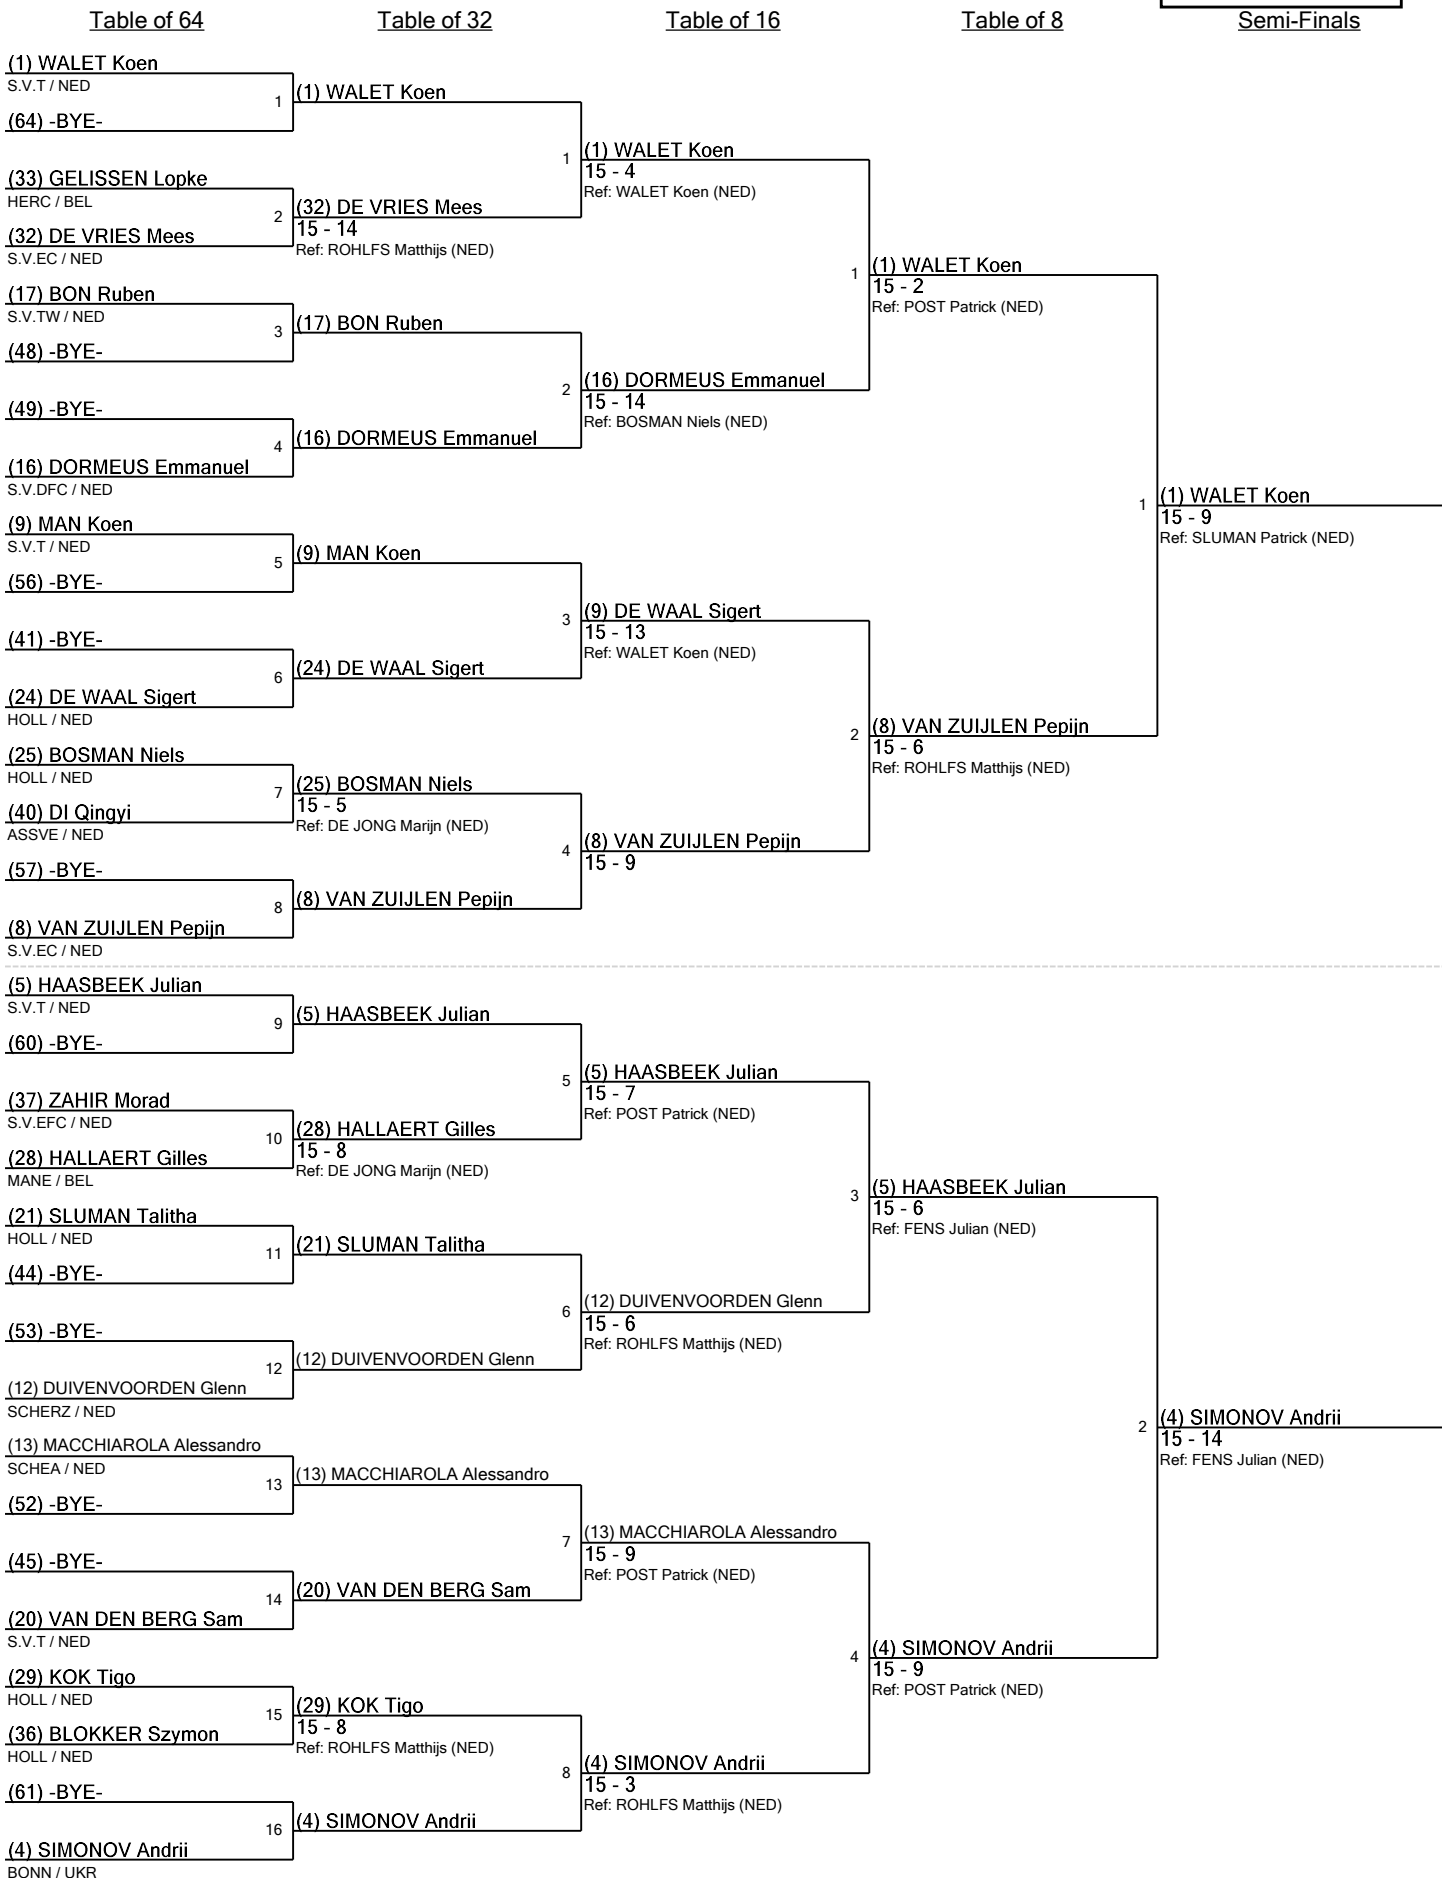 Table of 64
Table of 32
Table of 16
Table of 8
Semi-Finals
(1) WALET Koen
S.V.T / NED
(64) -BYE-
(33) GELISSEN Lopke
HERC / BEL
(32) DE VRIES Mees
S.V.EC / NED
(17) BON Ruben
S.V.TW / NED
(48) -BYE-
(49) -BYE-
(16) DORMEUS Emmanuel
S.V.DFC / NED
(9) MAN Koen
S.V.T / NED
(56) -BYE-
(41) -BYE-
(24) DE WAAL Sigert
HOLL / NED
(25) BOSMAN Niels
HOLL / NED
(40) DI Qingyi
ASSVE / NED
(57) -BYE-
(8) VAN ZUIJLEN Pepijn
S.V.EC / NED
(5) HAASBEEK Julian
S.V.T / NED
(60) -BYE-
(37) ZAHIR Morad
S.V.EFC / NED
(28) HALLAERT Gilles
MANE / BEL
(21) SLUMAN Talitha
HOLL / NED
(44) -BYE-
(53) -BYE-
(12) DUIVENVOORDEN Glenn
SCHERZ / NED
(13) MACCHIAROLA Alessandro
SCHEA / NED
(52) -BYE-
(45) -BYE-
(20) VAN DEN BERG Sam
S.V.T / NED
(29) KOK Tigo
HOLL / NED
(36) BLOKKER Szymon
HOLL / NED
(61) -BYE-
(4) SIMONOV Andrii
BONN / UKR
1
(1) WALET Koen
2
(32) DE VRIES Mees
15 - 14
Ref: ROHLFS Matthijs (NED)
3
(17) BON Ruben
4
(16) DORMEUS Emmanuel
5
(9) MAN Koen
6
(24) DE WAAL Sigert
7
(25) BOSMAN Niels
15 - 5
Ref: DE JONG Marijn (NED)
8
(8) VAN ZUIJLEN Pepijn
9
(5) HAASBEEK Julian
10
(28) HALLAERT Gilles
15 - 8
Ref: DE JONG Marijn (NED)
11
(21) SLUMAN Talitha
12
(12) DUIVENVOORDEN Glenn
13
(13) MACCHIAROLA Alessandro
14
(20) VAN DEN BERG Sam
15
(29) KOK Tigo
15 - 8
Ref: ROHLFS Matthijs (NED)
16
(4) SIMONOV Andrii
1
(1) WALET Koen
15 - 4
Ref: WALET Koen (NED)
2
(16) DORMEUS Emmanuel
15 - 14
Ref: BOSMAN Niels (NED)
3
(9) DE WAAL Sigert
15 - 13
Ref: WALET Koen (NED)
4
(8) VAN ZUIJLEN Pepijn
15 - 9
5
(5) HAASBEEK Julian
15 - 7
Ref: POST Patrick (NED)
6
(12) DUIVENVOORDEN Glenn
15 - 6
Ref: ROHLFS Matthijs (NED)
7
(13) MACCHIAROLA Alessandro
15 - 9
Ref: POST Patrick (NED)
8
(4) SIMONOV Andrii
15 - 3
Ref: ROHLFS Matthijs (NED)
1
(1) WALET Koen
15 - 2
Ref: POST Patrick (NED)
2
(8) VAN ZUIJLEN Pepijn
15 - 6
Ref: ROHLFS Matthijs (NED)
3
(5) HAASBEEK Julian
15 - 6
Ref: FENS Julian (NED)
4
(4) SIMONOV Andrii
15 - 9
Ref: POST Patrick (NED)
1
(1) WALET Koen
15 - 9
Ref: SLUMAN Patrick (NED)
2
(4) SIMONOV Andrii
15 - 14
Ref: FENS Julian (NED)